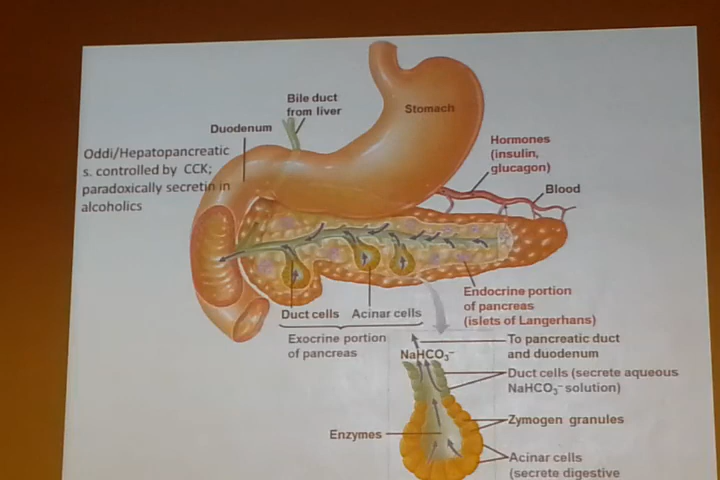 Bile duct
from liver
Stomach
Duodenum
Oddi/Hepatopancreatic
s. controlled by CCK;
paradoxically secretin in
alcoholics
Hormones
(insulin,
glucagon)
Blood
Endocrine portion
of pancreas
(islets of Langerhans)
Duct cells
Acinar cells
Exocrine portion
of pancreas
To pancreatic duct
and duodenum
NaHCO₃⁻
Duct cells (secrete aqueous
NaHCO₃⁻ solution)
Zymogen granules
Enzymes
Acinar cells
(secrete digestive